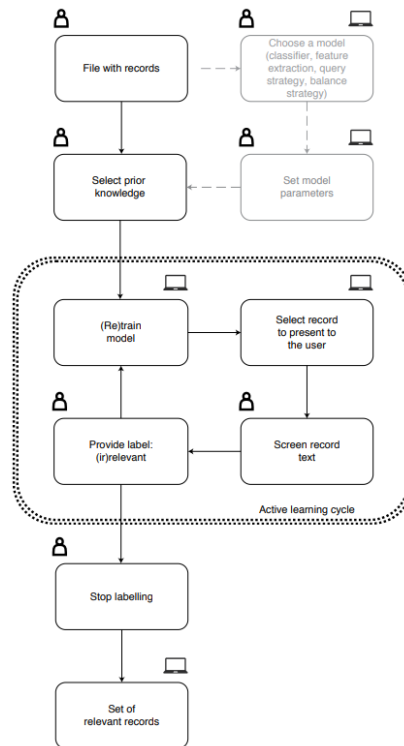 File with records
Choose a model
(classifier, feature
extraction, query
strategy, balance
strategy)
Select prior
knowledge
Set model
parameters
(Re)train
model
Select record
to present to
the user
Provide label:
(ir)relevant
Screen record
text
Active learning cycle
Stop labelling
Set of
relevant records